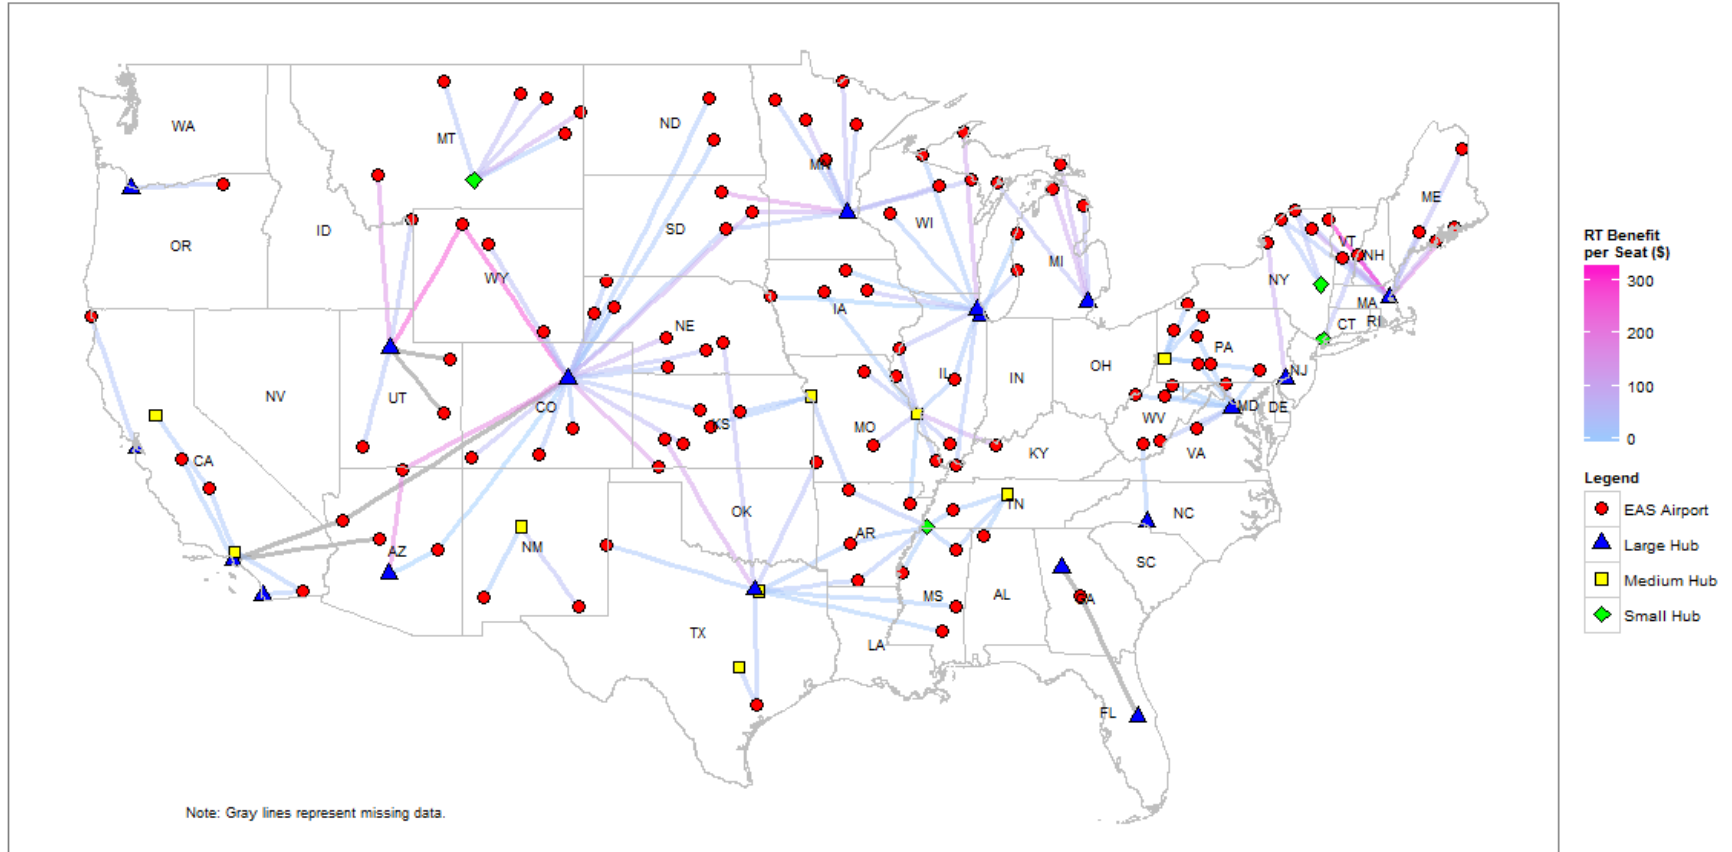 WA
MT
ND
MN
ME
OR
ID
WY
SD
WI
MI
VT
NH
NY
MA
CT
RI
NV
UT
CO
NE
IA
IL
IN
OH
PA
NJ
CA
KS
MO
KY
WV
MD
DE
VA
AZ
NM
OK
AR
TN
NC
SC
TX
LA
MS
AL
GA
FL
Note: Gray lines represent missing data.
RT Benefit
per Seat ($)
300
200
100
0
Legend
EAS Airport
Large Hub
Medium Hub
Small Hub